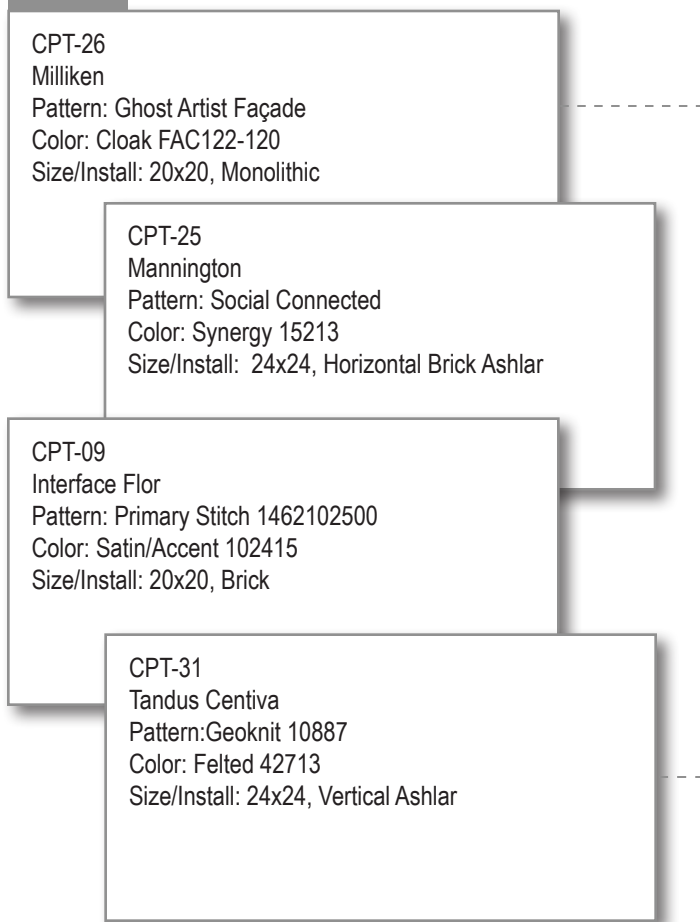 CPT-26
Milliken
Pattern: Ghost Artist Façade
Color: Cloak FAC122-120
Size/Install: 20x20, Monolithic
CPT-25
Mannington
Pattern: Social Connected
Color: Synergy 15213
Size/Install: 24x24, Horizontal Brick Ashlar
CPT-09
Interface Flor
Pattern: Primary Stitch 1462102500
Color: Satin/Accent 102415
Size/Install: 20x20, Brick
CPT-31
Tandus Centiva
Pattern:Geoknit 10887
Color: Felted 42713
Size/Install: 24x24, Vertical Ashlar